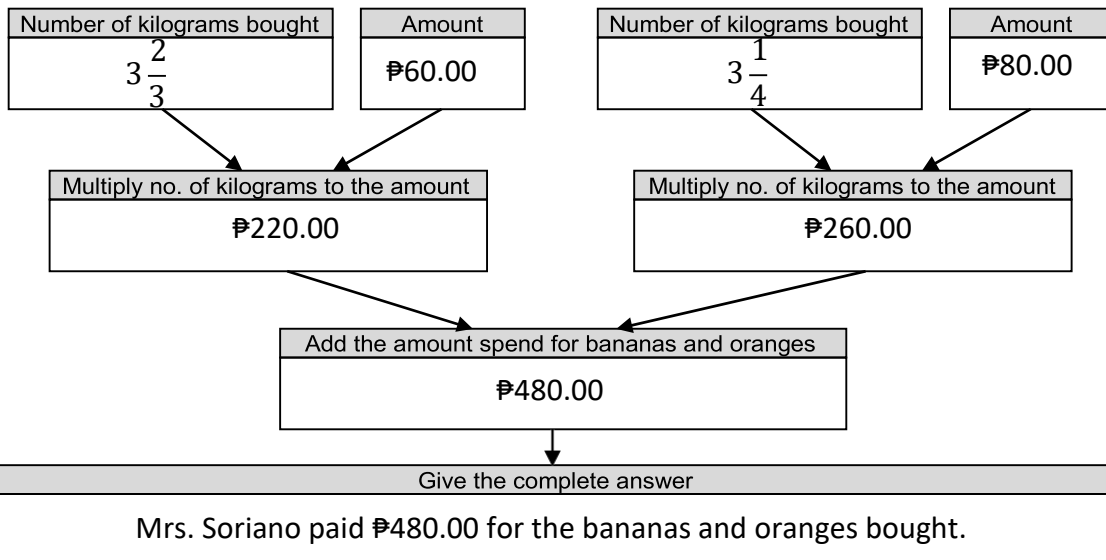 Number of kilograms bought
3 2/3
Amount
₱60.00
Number of kilograms bought
3 1/4
Amount
₱80.00
Multiply no. of kilograms to the amount
₱220.00
Multiply no. of kilograms to the amount
₱260.00
Add the amount spend for bananas and oranges
₱480.00
Give the complete answer
Mrs. Soriano paid ₱480.00 for the bananas and oranges bought.